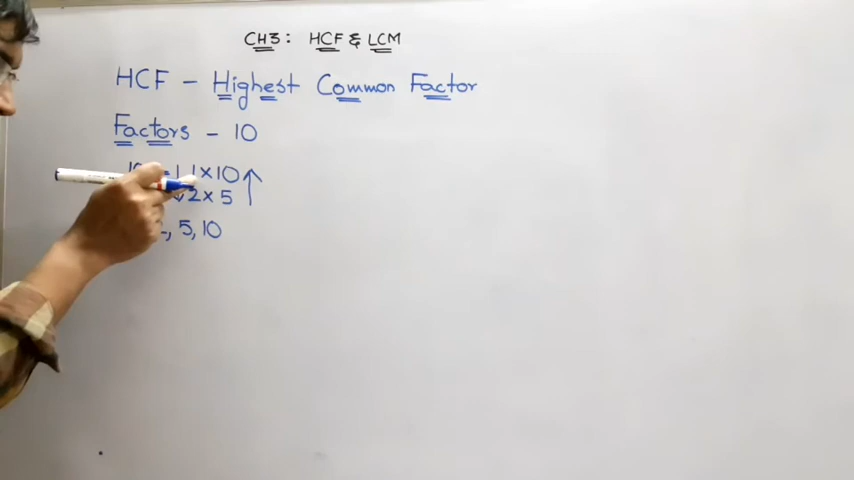 CH3: HCF & LCM
HCF - Highest Common Factor
Factors - 10
1 × 10 ↑
↓ 2 × 5
5, 10